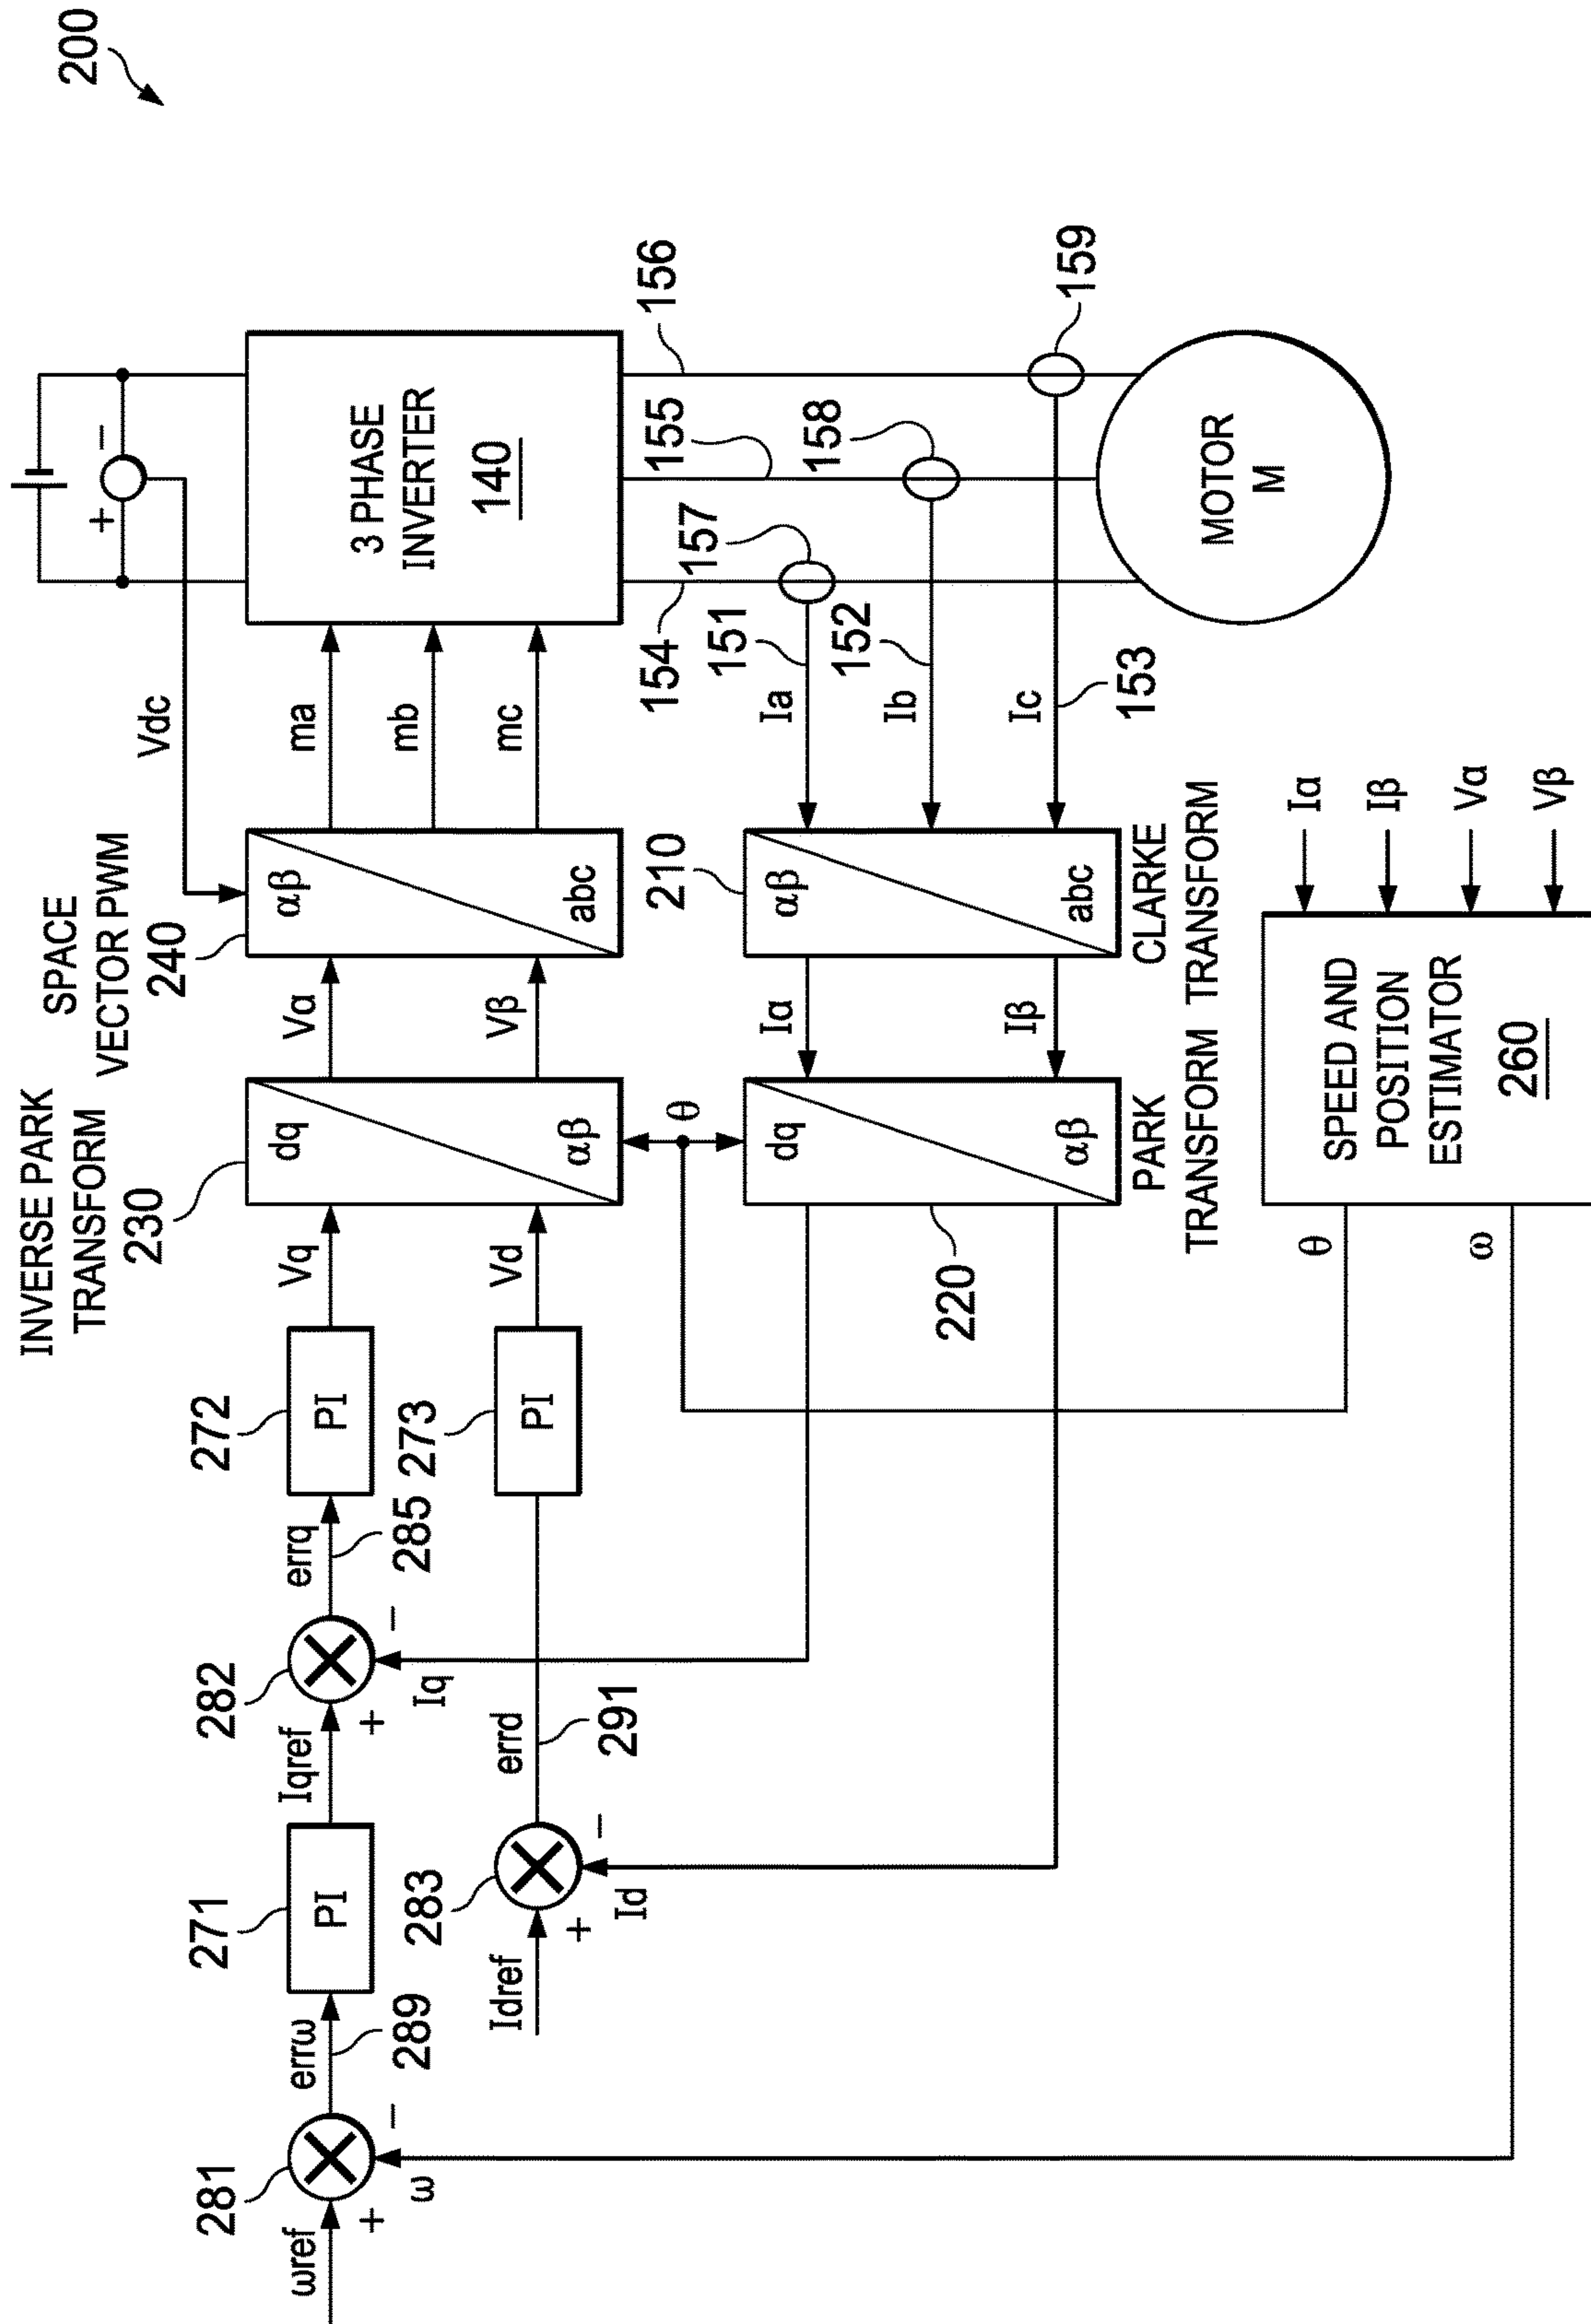 200
INVERSE PARK
TRANSFORM
230
SPACE
VECTOR PWM
240
Vdc
+
−
ωref
+
281
−
ω
errω
289
271
PI
Iqref
+
282
−
Iq
errq
285
272
PI
Vq
dq
αβ
Vα
Vβ
αβ
abc
ma
mb
mc
3 PHASE
INVERTER
140
Idref
+
283
−
Id
errd
291
273
PI
Vd
θ
154
155
156
157
158
159
151
Ia
152
Ib
Ic
153
210
αβ
abc
CLARKE
TRANSFORM
Iα
Iβ
dq
αβ
220
PARK
TRANSFORM
MOTOR
M
θ
ω
SPEED AND
POSITION
ESTIMATOR
260
Iα
Iβ
Vα
Vβ